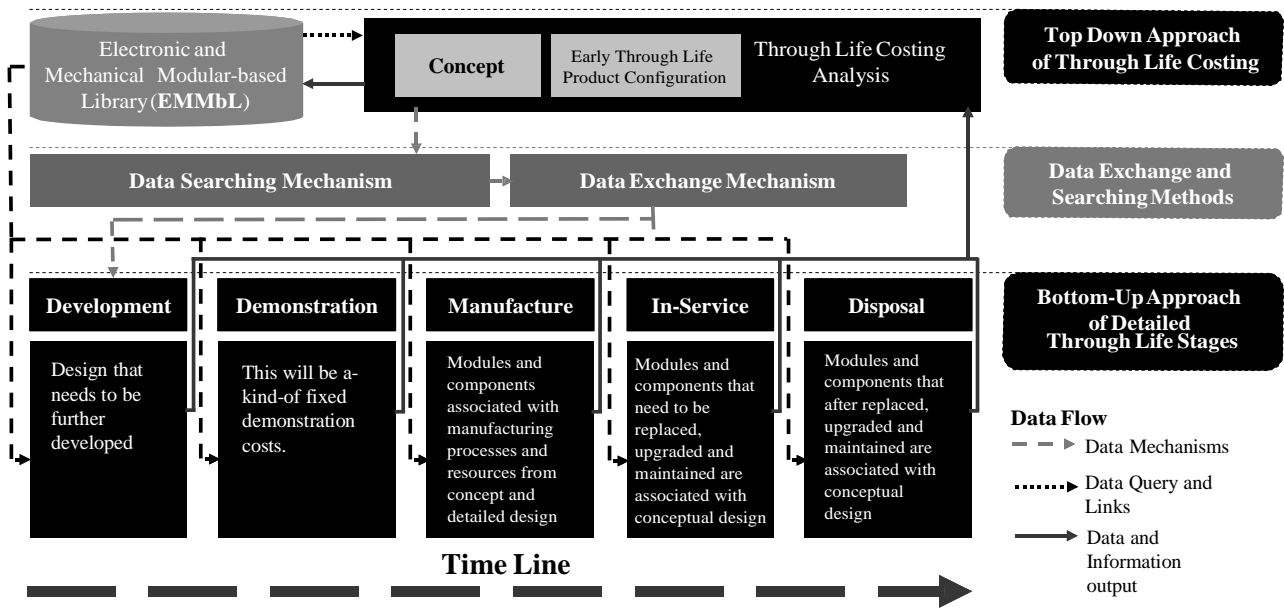 Electronic and
Mechanical Modular-based
Library (EMMbL)
Concept
Early Through Life
Product Configuration
Through Life Costing
Analysis
Top Down Approach
of Through Life Costing
Data Searching Mechanism
Data Exchange Mechanism
Data Exchange and
Searching Methods
Development
Demonstration
Manufacture
In-Service
Disposal
Bottom-Up Approach
of Detailed
Through Life Stages
Design that
needs to be
further
developed
This will be a-
kind-of fixed
demonstration
costs.
Modules and
components
associated with
manufacturing
processes and
resources from
concept and
detailed design
Modules and
components that
need to be
replaced,
upgraded and
maintained are
associated with
conceptual design
Modules and
components that
after replaced,
upgraded and
maintained are
associated with
conceptual
design
Data Flow
Data Mechanisms
Data Query and
Links
Data and
Information
output
Time Line